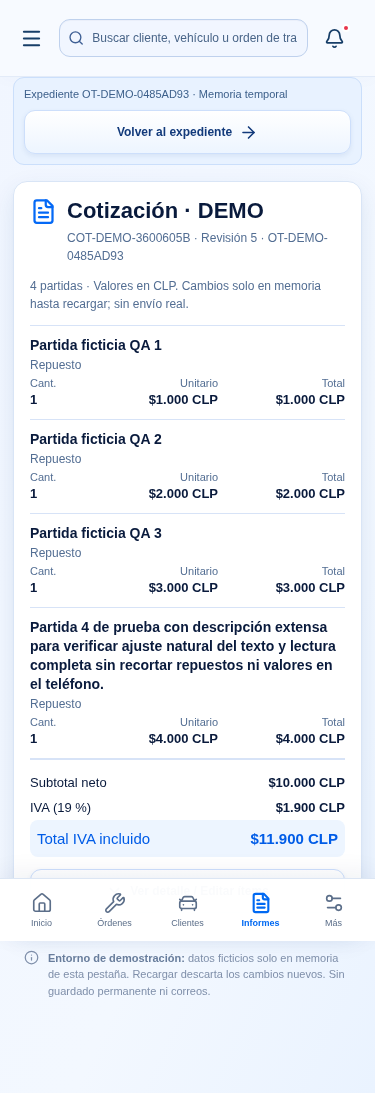 Buscar cliente, vehículo u orden de tra
Expediente OT-DEMO-0485AD93 · Memoria temporal
Volver al expediente
Cotización · DEMO
COT-DEMO-3600605B · Revisión 5 · OT-DEMO-
0485AD93
4 partidas · Valores en CLP. Cambios solo en memoria
hasta recargar; sin envío real.
Partida ficticia QA 1
Repuesto
Cant. Unitario Total
1 $1.000 CLP $1.000 CLP
Partida ficticia QA 2
Repuesto
Cant. Unitario Total
1 $2.000 CLP $2.000 CLP
Partida ficticia QA 3
Repuesto
Cant. Unitario Total
1 $3.000 CLP $3.000 CLP
Partida 4 de prueba con descripción extensa
para verificar ajuste natural del texto y lectura
completa sin recortar repuestos ni valores en
el teléfono.
Repuesto
Cant. Unitario Total
1 $4.000 CLP $4.000 CLP
Subtotal neto $10.000 CLP
IVA (19 %) $1.900 CLP
Total IVA incluido $11.900 CLP
Inicio Órdenes Clientes Informes Más
Entorno de demostración: datos ficticios solo en memoria
de esta pestaña. Recargar descarta los cambios nuevos. Sin
guardado permanente ni correos.